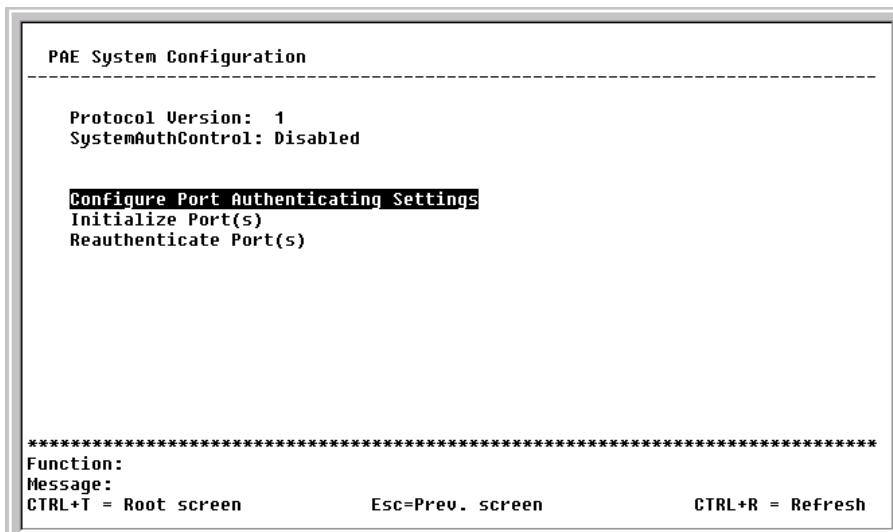 PAE System Configuration
--------------------------------------------------------------------------------
Protocol Version: 1
SystemAuthControl: Disabled
Configure Port Authenticating Settings
Initialize Port(s)
Reauthenticate Port(s)
********************************************************************************
Function:
Message:
CTRL+T = Root screen Esc=Prev. screen CTRL+R = Refresh